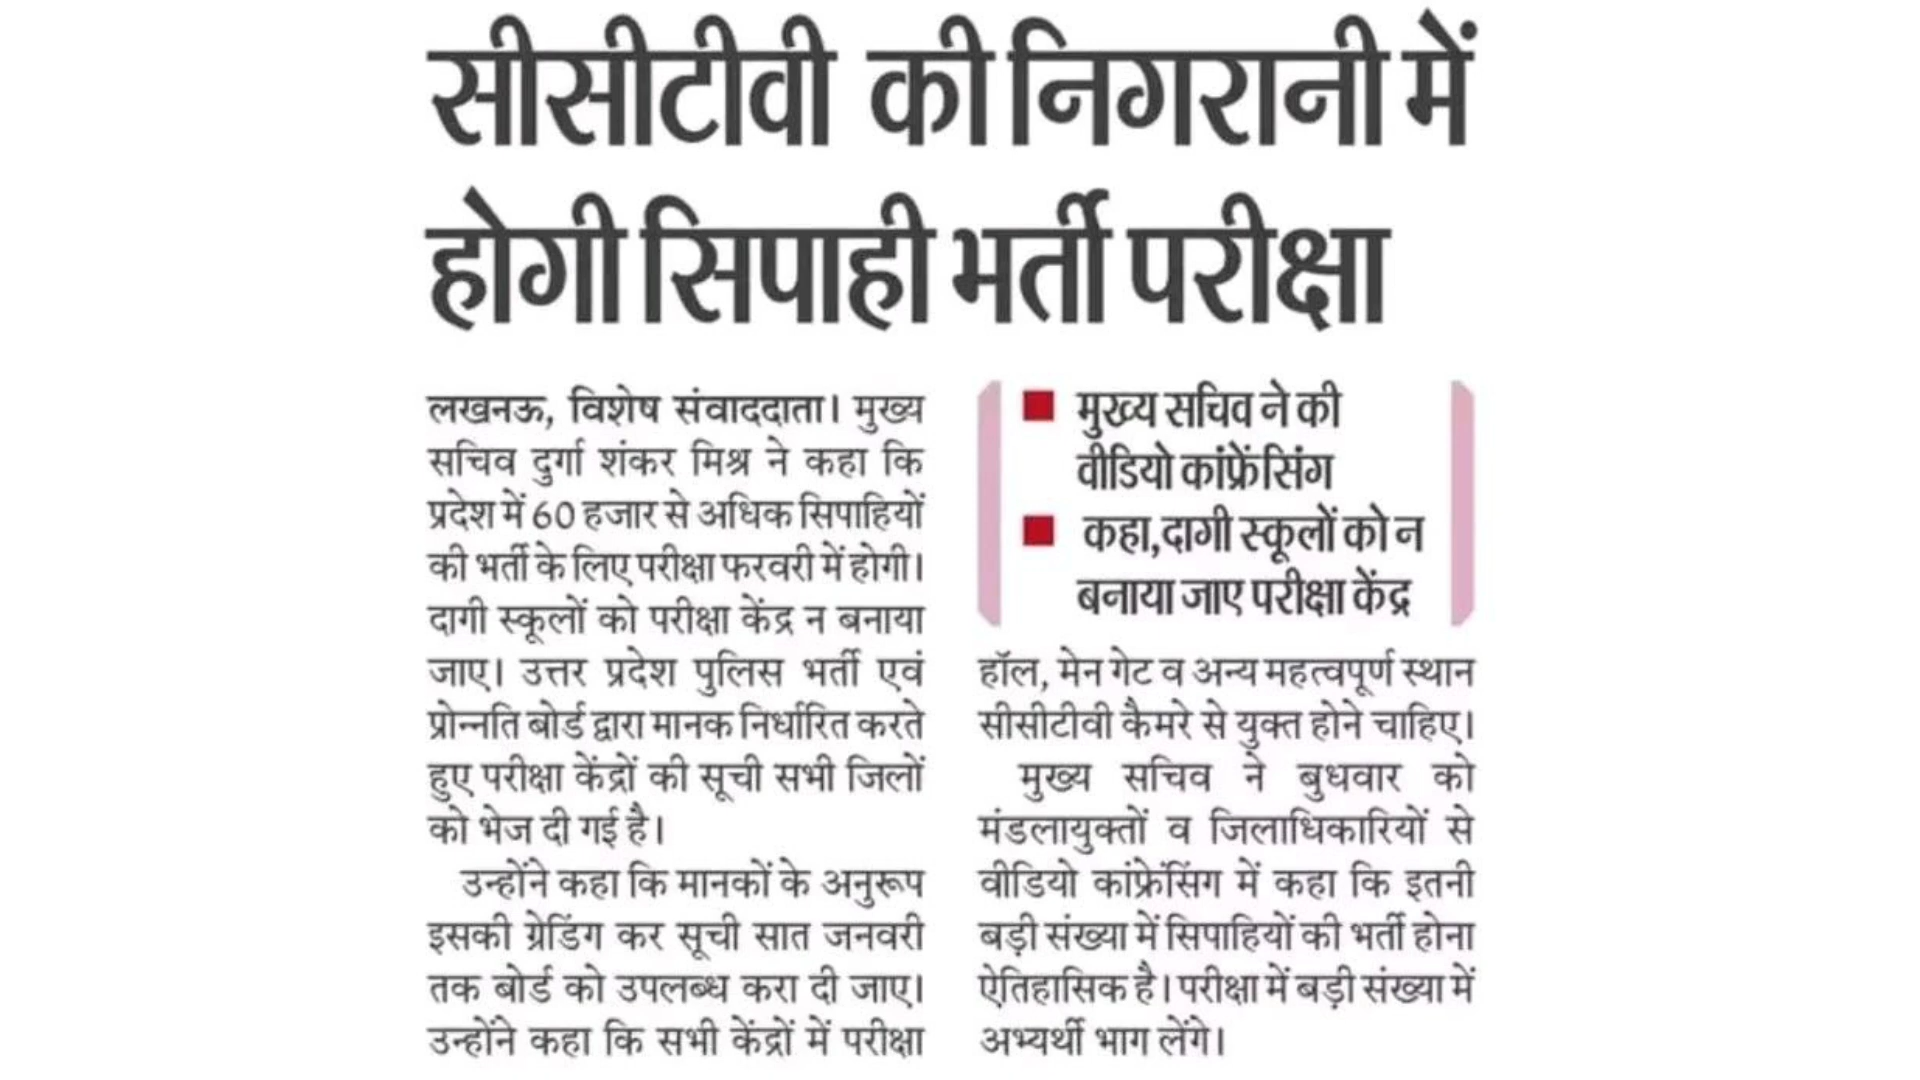 सीसीटीवी की निगरानी में
होगी सिपाही भर्ती परीक्षा
लखनऊ, विशेष संवाददाता। मुख्य
सचिव दुर्गा शंकर मिश्र ने कहा कि
प्रदेश में 60 हजार से अधिक सिपाहियों
की भर्ती के लिए परीक्षा फरवरी में होगी।
दागी स्कूलों को परीक्षा केंद्र न बनाया
जाए। उत्तर प्रदेश पुलिस भर्ती एवं
प्रोन्नति बोर्ड द्वारा मानक निर्धारित करते
हुए परीक्षा केंद्रों की सूची सभी जिलों
को भेज दी गई है।
उन्होंने कहा कि मानकों के अनुरूप
इसकी ग्रेडिंग कर सूची सात जनवरी
तक बोर्ड को उपलब्ध करा दी जाए।
उन्होंने कहा कि सभी केंद्रों में परीक्षा
■ मुख्य सचिव ने की
वीडियो कांफ्रेंसिंग
■ कहा,दागी स्कूलों को न
बनाया जाए परीक्षा केंद्र
हॉल, मेन गेट व अन्य महत्वपूर्ण स्थान
सीसीटीवी कैमरे से युक्त होने चाहिए।
मुख्य सचिव ने बुधवार को
मंडलायुक्तों व जिलाधिकारियों से
वीडियो कांफ्रेंसिंग में कहा कि इतनी
बड़ी संख्या में सिपाहियों की भर्ती होना
ऐतिहासिक है। परीक्षा में बड़ी संख्या में
अभ्यर्थी भाग लेंगे।